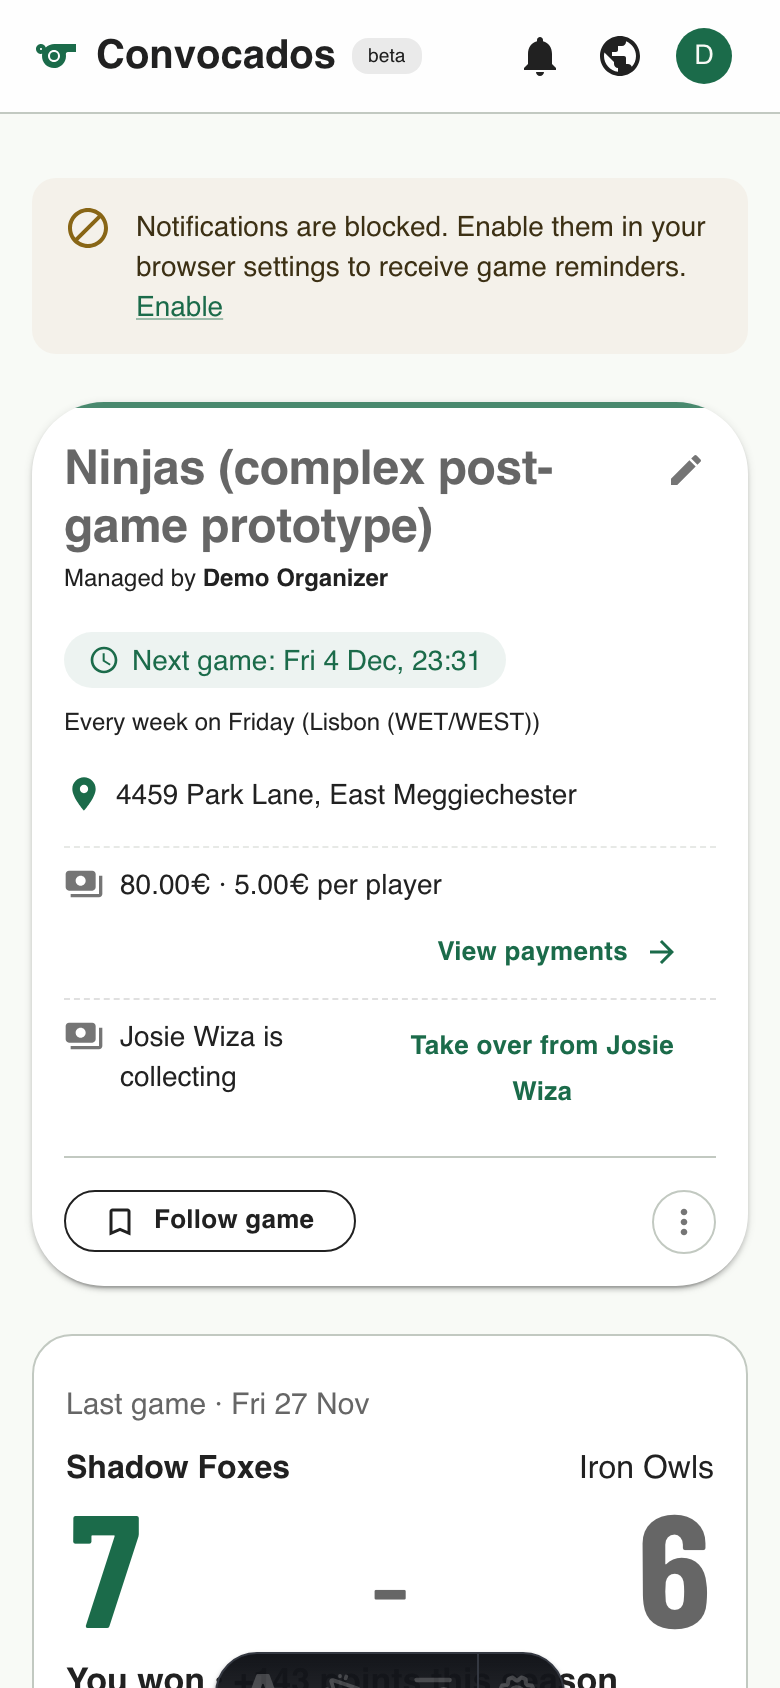 Convocados beta D
Notifications are blocked. Enable them in your
browser settings to receive game reminders.
Enable
Ninjas (complex post-
game prototype)
Managed by Demo Organizer
Next game: Fri 4 Dec, 23:31
Every week on Friday (Lisbon (WET/WEST))
4459 Park Lane, East Meggiechester
80.00€ · 5.00€ per player
View payments
Josie Wiza is
collecting
Take over from Josie
Wiza
Follow game
Last game · Fri 27 Nov
Shadow Foxes Iron Owls
7 - 6
You won